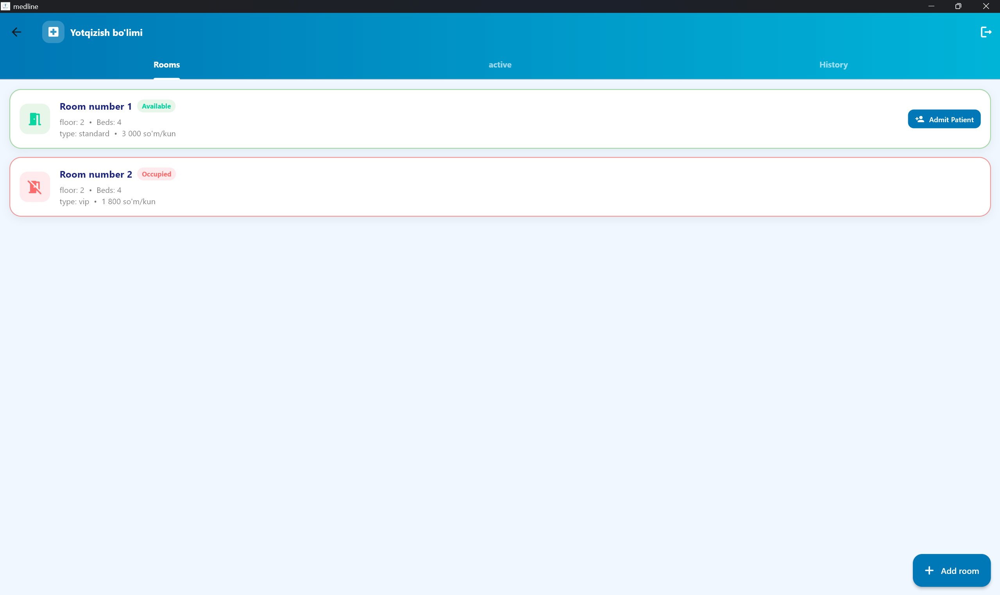 medline
Yotqizish bo'limi
Rooms
active
History
Room number 1
Available
floor: 2 • Beds: 4
type: standard • 3 000 so'm/kun
Admit Patient
Room number 2
Occupied
floor: 2 • Beds: 4
type: vip • 1 800 so'm/kun
Add room